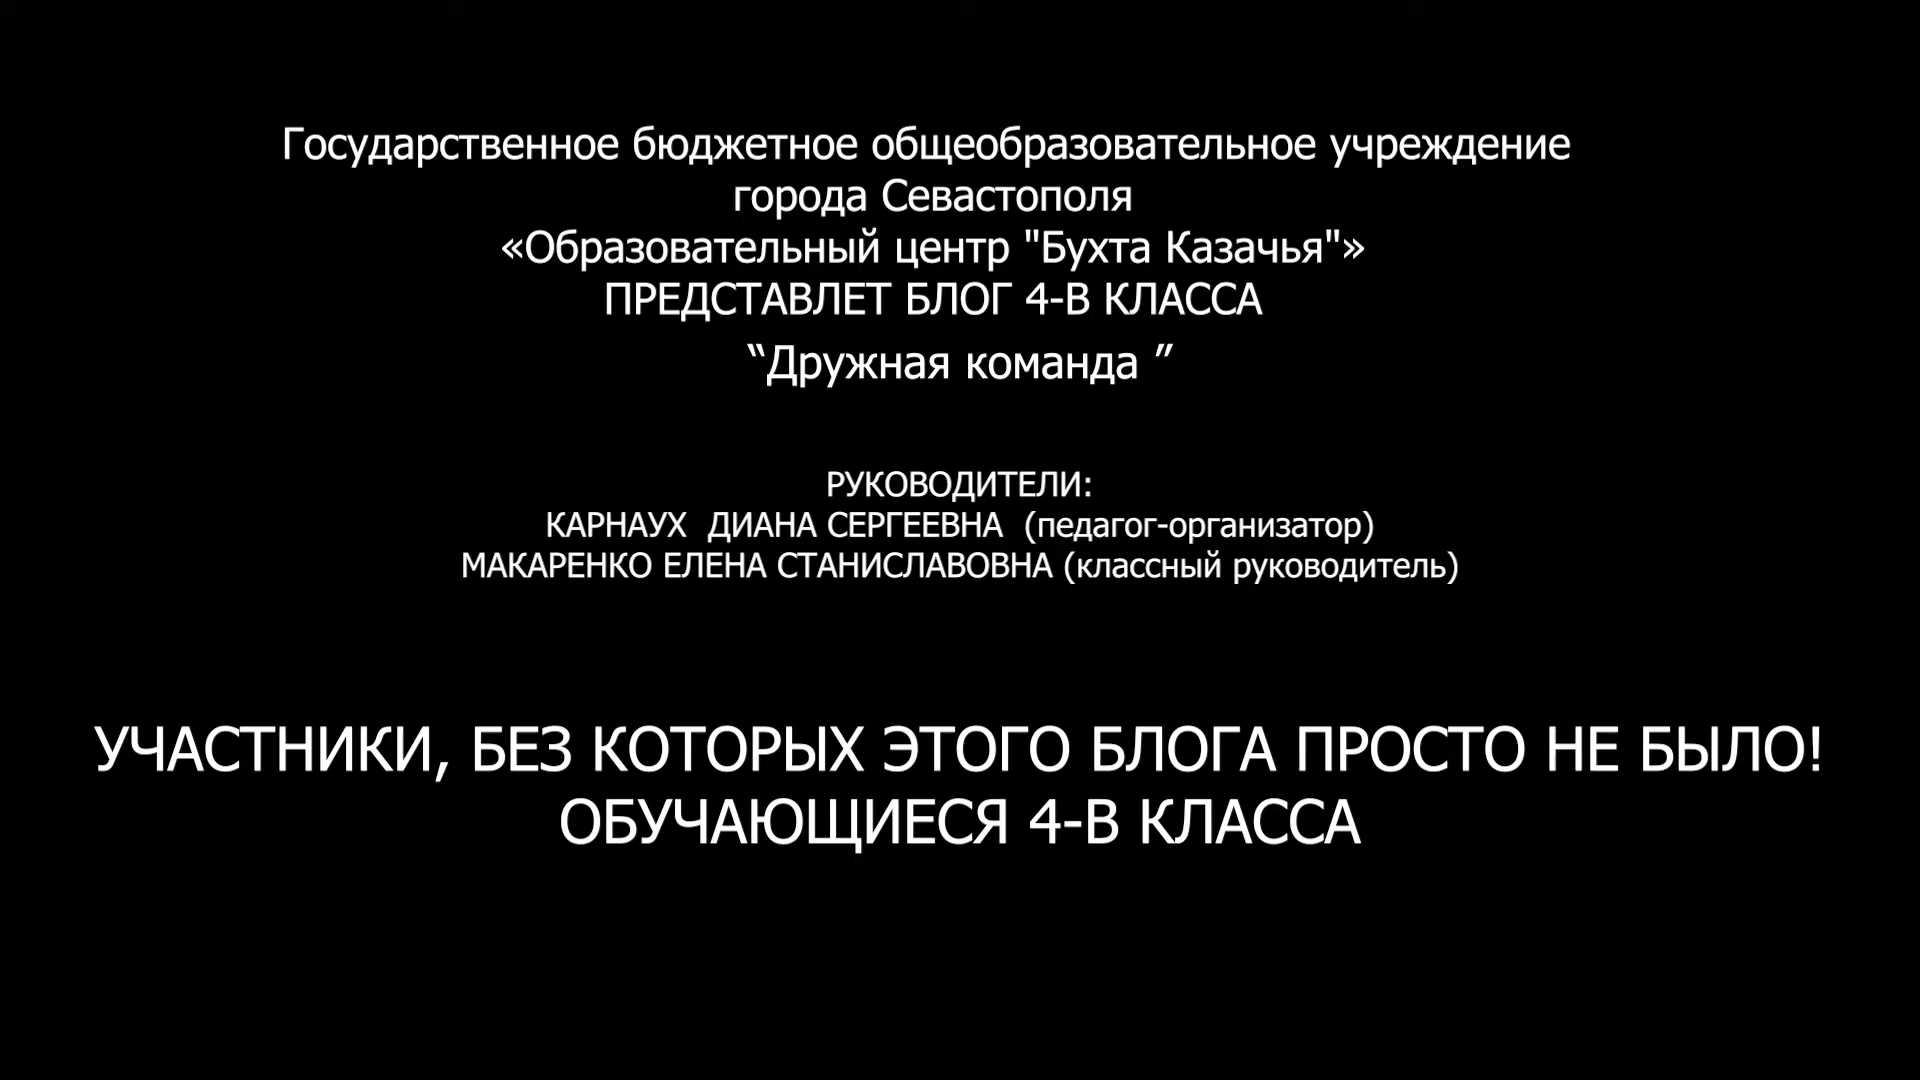 Государственное бюджетное общеобразовательное учреждение
города Севастополя
«Образовательный центр "Бухта Казачья"»
ПРЕДСТАВЛЕТ БЛОГ 4-В КЛАССА
“Дружная команда ”
РУКОВОДИТЕЛИ:
КАРНАУХ  ДИАНА СЕРГЕЕВНА  (педагог-организатор)
МАКАРЕНКО ЕЛЕНА СТАНИСЛАВОВНА (классный руководитель)
УЧАСТНИКИ, БЕЗ КОТОРЫХ ЭТОГО БЛОГА ПРОСТО НЕ БЫЛО!
ОБУЧАЮЩИЕСЯ 4-В КЛАССА